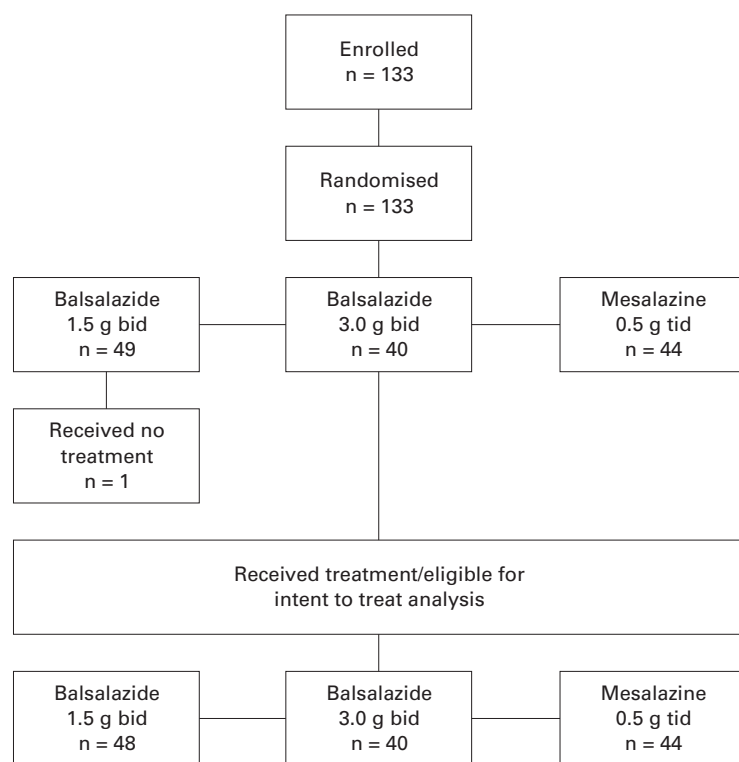 Enrolled
n = 133
Randomised
n = 133
Balsalazide
1.5 g bid
n = 49
Balsalazide
3.0 g bid
n = 40
Mesalazine
0.5 g tid
n = 44
Received no
treatment
n = 1
Received treatment/eligible for
intent to treat analysis
Balsalazide
1.5 g bid
n = 48
Balsalazide
3.0 g bid
n = 40
Mesalazine
0.5 g tid
n = 44